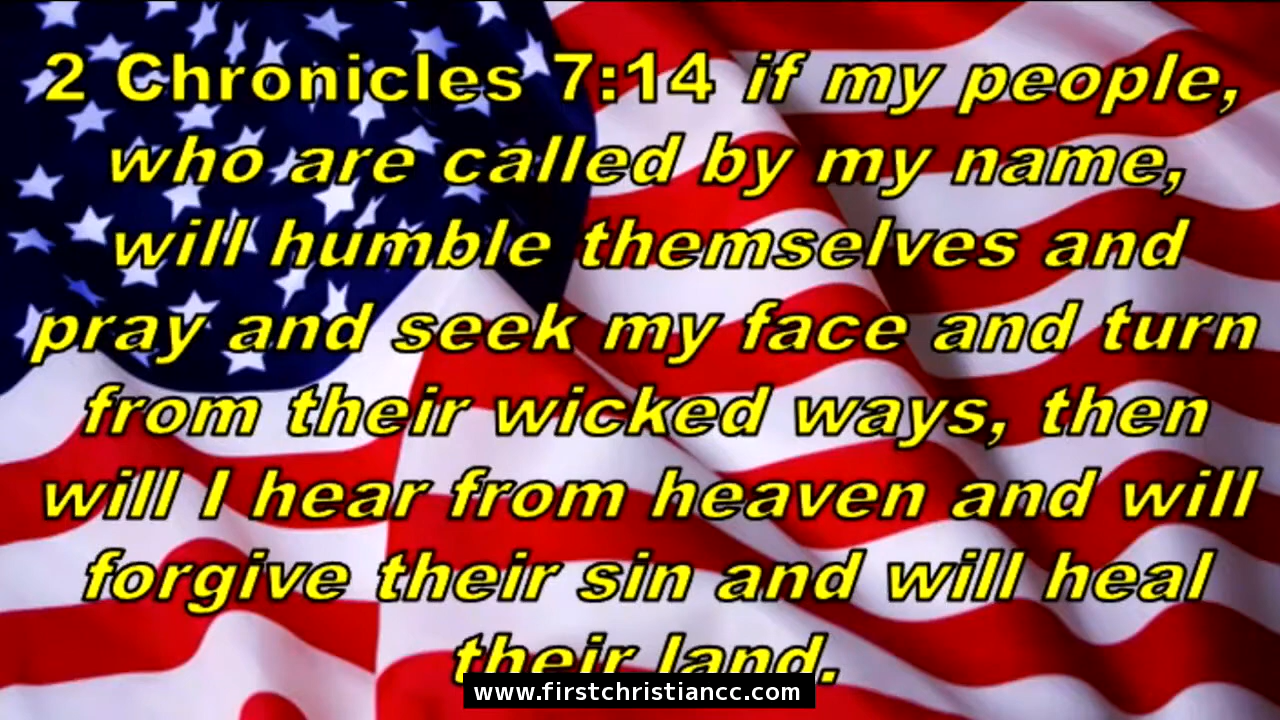 2 Chronicles 7:14 if my people,
who are called by my name,
will humble themselves and
pray and seek my face and turn
from their wicked ways, then
will I hear from heaven and will
forgive their sin and will heal
their land.
www.firstchristiancc.com